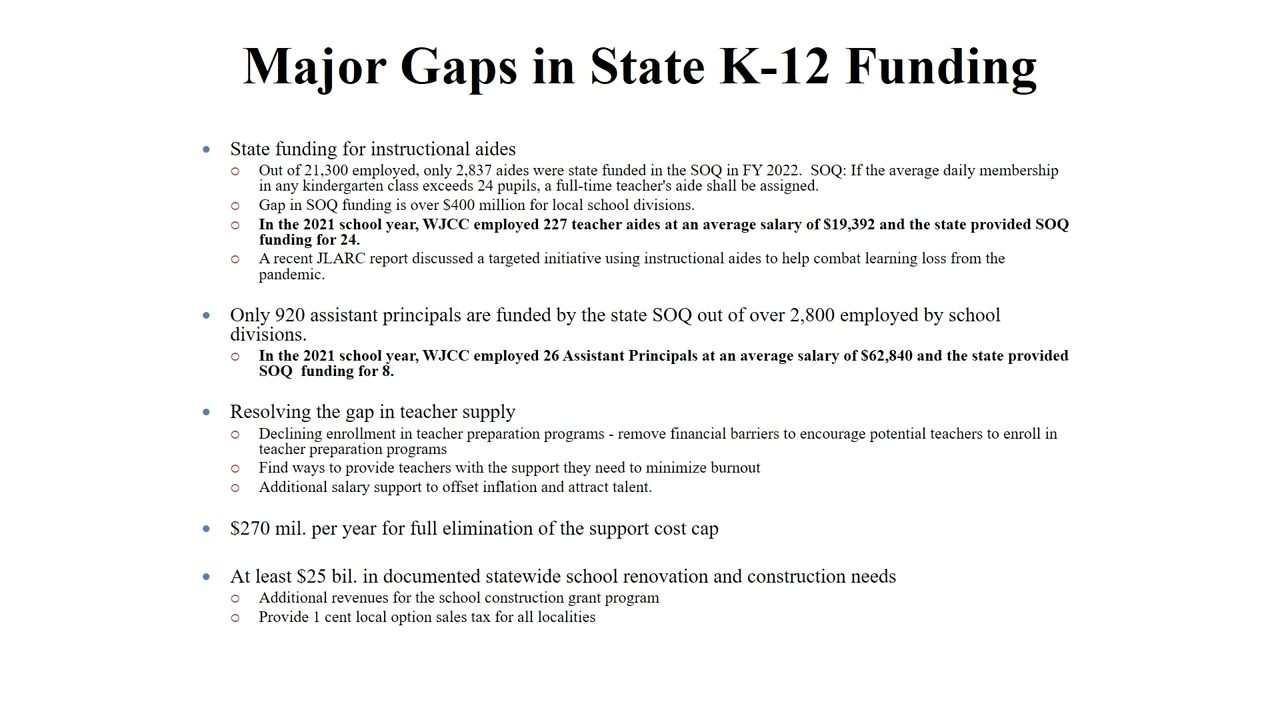 Major Gaps in State K-12 Funding
• State funding for instructional aides
○ Out of 21,300 employed, only 2,837 aides were state funded in the SOQ in FY 2022.  SOQ: If the average daily membership
in any kindergarten class exceeds 24 pupils, a full-time teacher's aide shall be assigned.
○ Gap in SOQ funding is over $400 million for local school divisions.
○ In the 2021 school year, WJCC employed 227 teacher aides at an average salary of $19,392 and the state provided SOQ
funding for 24.
○ A recent JLARC report discussed a targeted initiative using instructional aides to help combat learning loss from the
pandemic.
• Only 920 assistant principals are funded by the state SOQ out of over 2,800 employed by school
divisions.
○ In the 2021 school year, WJCC employed 26 Assistant Principals at an average salary of $62,840 and the state provided
SOQ  funding for 8.
• Resolving the gap in teacher supply
○ Declining enrollment in teacher preparation programs - remove financial barriers to encourage potential teachers to enroll in
teacher preparation programs
○ Find ways to provide teachers with the support they need to minimize burnout
○ Additional salary support to offset inflation and attract talent.
• $270 mil. per year for full elimination of the support cost cap
• At least $25 bil. in documented statewide school renovation and construction needs
○ Additional revenues for the school construction grant program
○ Provide 1 cent local option sales tax for all localities